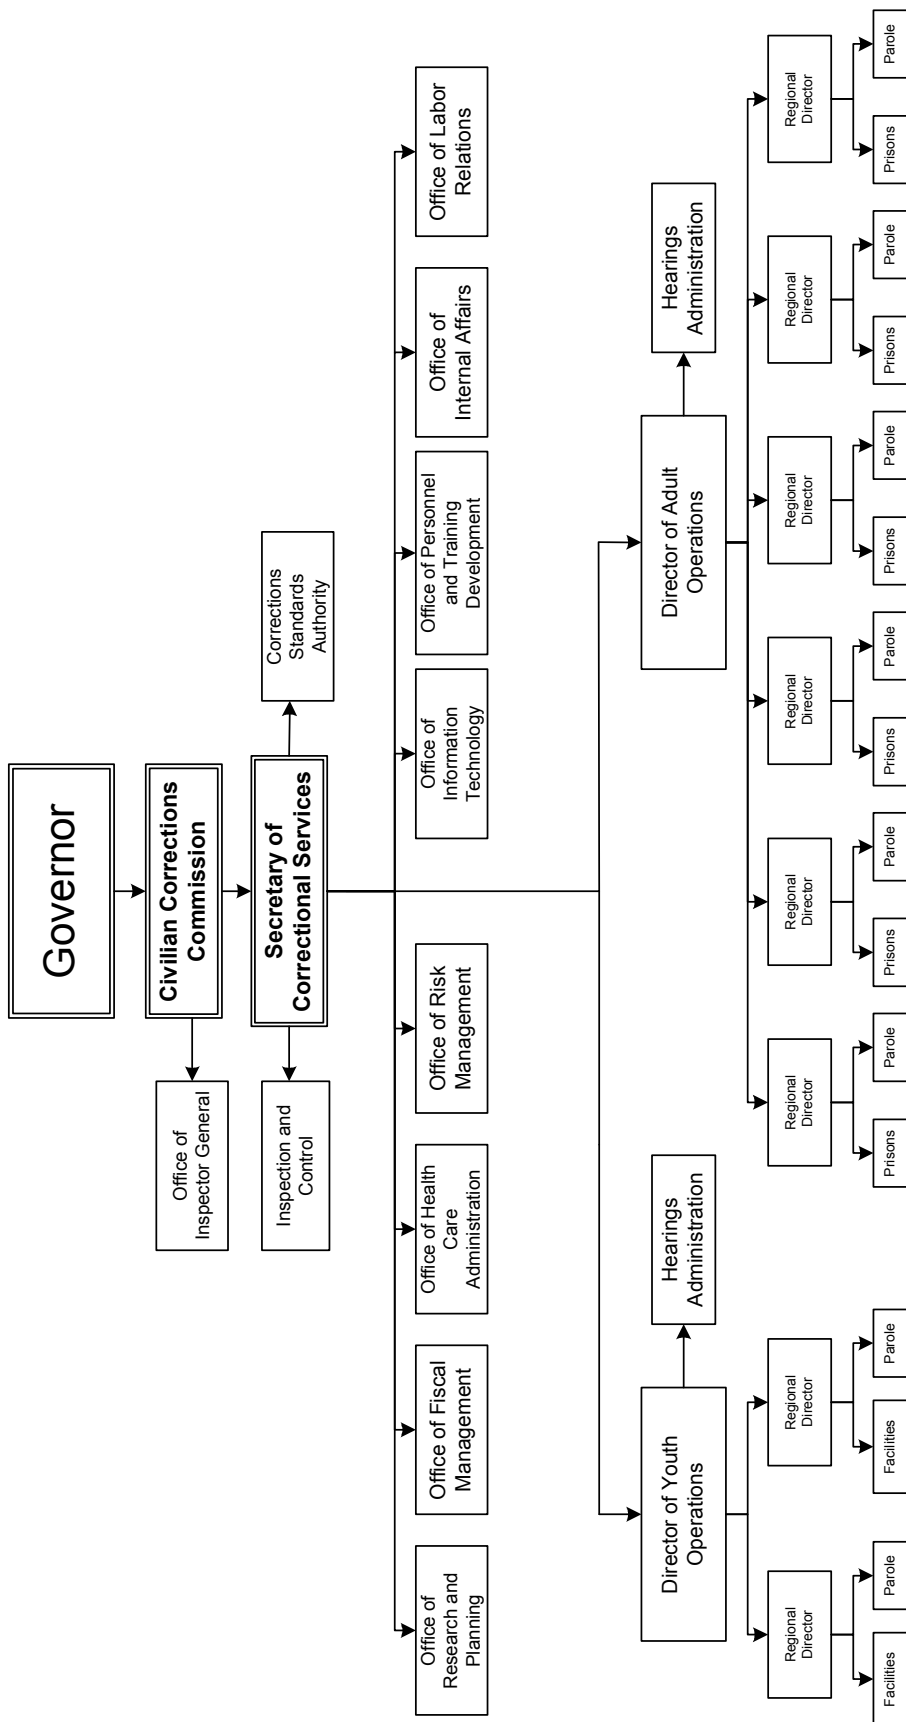 Governor
Civilian Corrections
Commission
Office of
Inspector General
Secretary of
Correctional Services
Inspection and
Control
Corrections
Standards
Authority
Office of
Research and
Planning
Office of Fiscal
Management
Office of Health
Care
Administration
Office of Risk
Management
Office of
Information
Technology
Office of Personnel
and Training
Development
Office of
Internal Affairs
Office of Labor
Relations
Director of Youth
Operations
Hearings
Administration
Director of Adult
Operations
Hearings
Administration
Regional
Director
Regional
Director
Regional
Director
Regional
Director
Regional
Director
Regional
Director
Regional
Director
Regional
Director
Facilities
Parole
Facilities
Parole
Prisons
Parole
Prisons
Parole
Prisons
Parole
Prisons
Parole
Prisons
Parole
Prisons
Parole